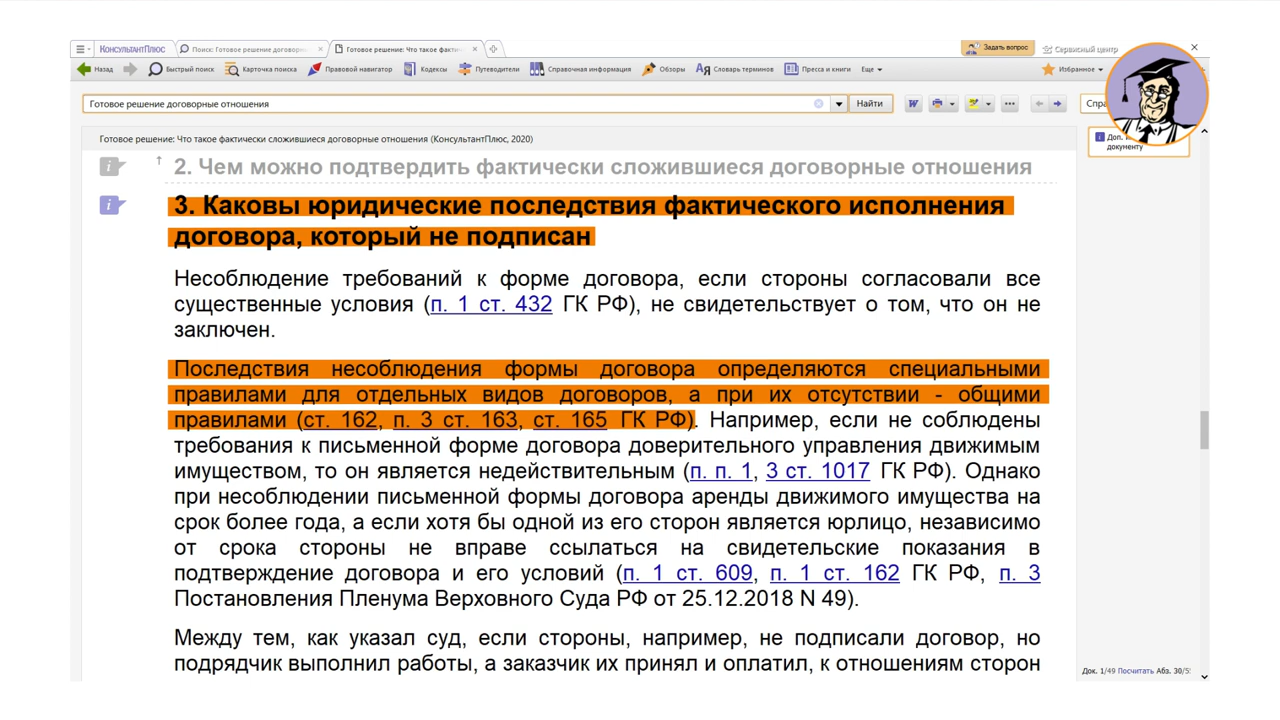 КонсультантПлюс
Поиск: Готовое решение договорны
Готовое решение: Что такое факти
Задать вопрос
Сервисный центр
Назад
Быстрый поиск
Карточка поиска
Правовой навигатор
Кодексы
Путеводители
Справочная информация
Обзоры
Словарь терминов
Пресса и книги
Еще
Избранное
Готовое решение договорные отношения
Найти
Спра
Готовое решение: Что такое фактически сложившиеся договорные отношения (КонсультантПлюс, 2020)
Доп.
документу
2. Чем можно подтвердить фактически сложившиеся договорные отношения
3. Каковы юридические последствия фактического исполнения
договора, который не подписан
Несоблюдение требований к форме договора, если стороны согласовали все
существенные условия (п. 1 ст. 432 ГК РФ), не свидетельствует о том, что он не
заключен.
Последствия несоблюдения формы договора определяются специальными
правилами для отдельных видов договоров, а при их отсутствии - общими
правилами (ст. 162, п. 3 ст. 163, ст. 165 ГК РФ). Например, если не соблюдены
требования к письменной форме договора доверительного управления движимым
имуществом, то он является недействительным (п. п. 1, 3 ст. 1017 ГК РФ). Однако
при несоблюдении письменной формы договора аренды движимого имущества на
срок более года, а если хотя бы одной из его сторон является юрлицо, независимо
от срока стороны не вправе ссылаться на свидетельские показания в
подтверждение договора и его условий (п. 1 ст. 609, п. 1 ст. 162 ГК РФ, п. 3
Постановления Пленума Верховного Суда РФ от 25.12.2018 N 49).
Между тем, как указал суд, если стороны, например, не подписали договор, но
подрядчик выполнил работы, а заказчик их принял и оплатил, к отношениям сторон
Док. 1/49 Посчитать Абз. 30/5